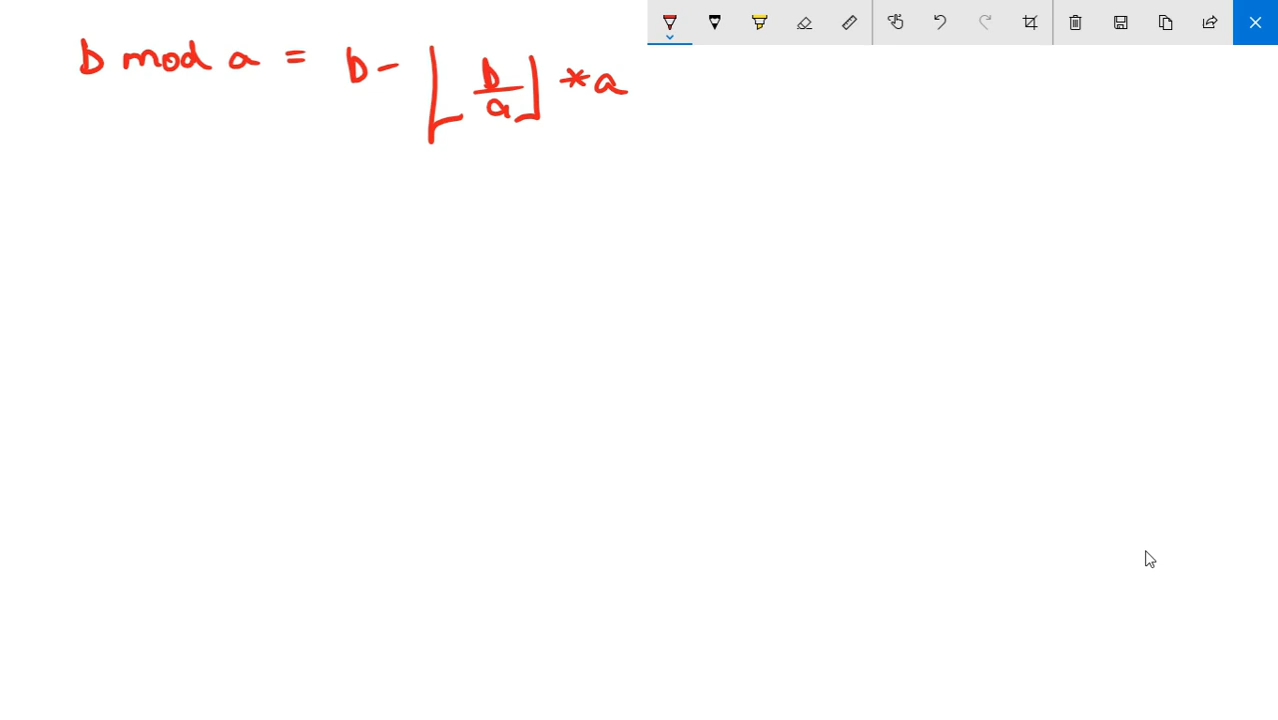 b mod a = b - ⌊b/a⌋ * a